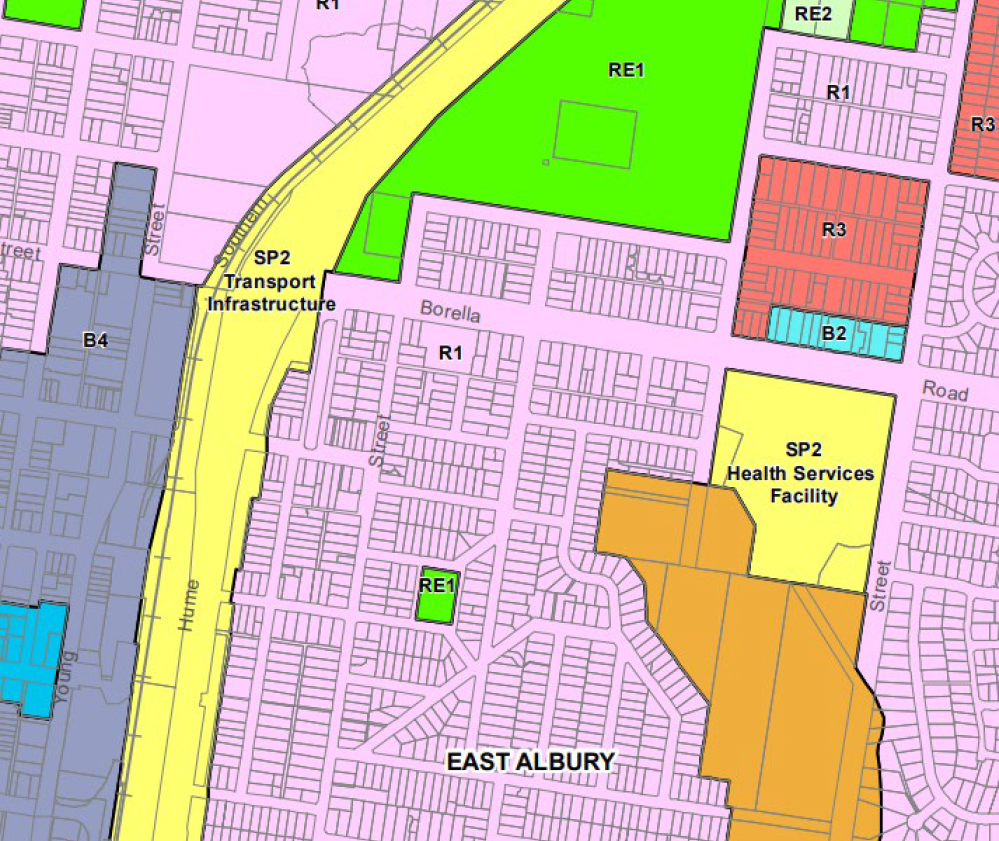 R1
RE2
RE1
R1
R3
Street
treet
Southern
R3
SP2
Transport
Infrastructure
Borella
B4
R1
B2
Road
Street
SP2
Health Services
Facility
RE1
Hume
Street
Young
EAST ALBURY